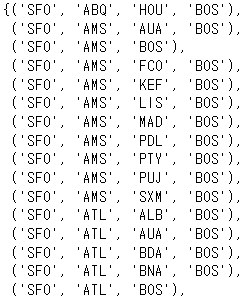 {('SFO', 'ABQ', 'HOU', 'BOS'),
('SFO', 'AMS', 'AUA', 'BOS'),
('SFO', 'AMS', 'BOS'),
('SFO', 'AMS', 'FCO', 'BOS'),
('SFO', 'AMS', 'KEF', 'BOS'),
('SFO', 'AMS', 'LIS', 'BOS'),
('SFO', 'AMS', 'MAD', 'BOS'),
('SFO', 'AMS', 'PDL', 'BOS'),
('SFO', 'AMS', 'PTY', 'BOS'),
('SFO', 'AMS', 'PUJ', 'BOS'),
('SFO', 'AMS', 'SXM', 'BOS'),
('SFO', 'ATL', 'ALB', 'BOS'),
('SFO', 'ATL', 'AUA', 'BOS'),
('SFO', 'ATL', 'BDA', 'BOS'),
('SFO', 'ATL', 'BNA', 'BOS'),
('SFO', 'ATL', 'BOS'),